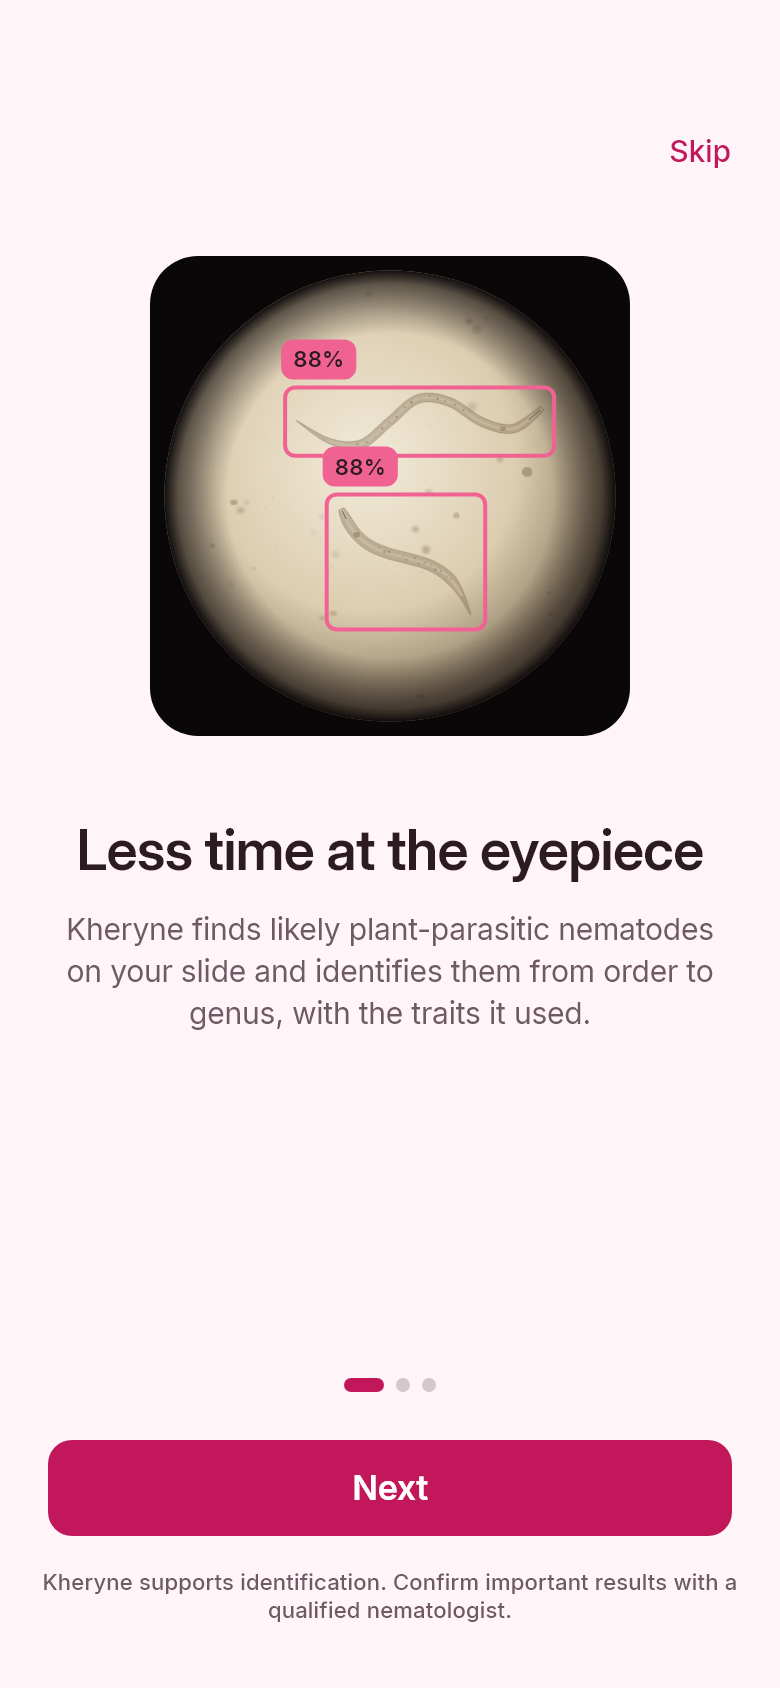 Skip
88%
88%
Less time at the eyepiece
Kheryne finds likely plant-parasitic nematodes
on your slide and identifies them from order to
genus, with the traits it used.
Next
Kheryne supports identification. Confirm important results with a
qualified nematologist.